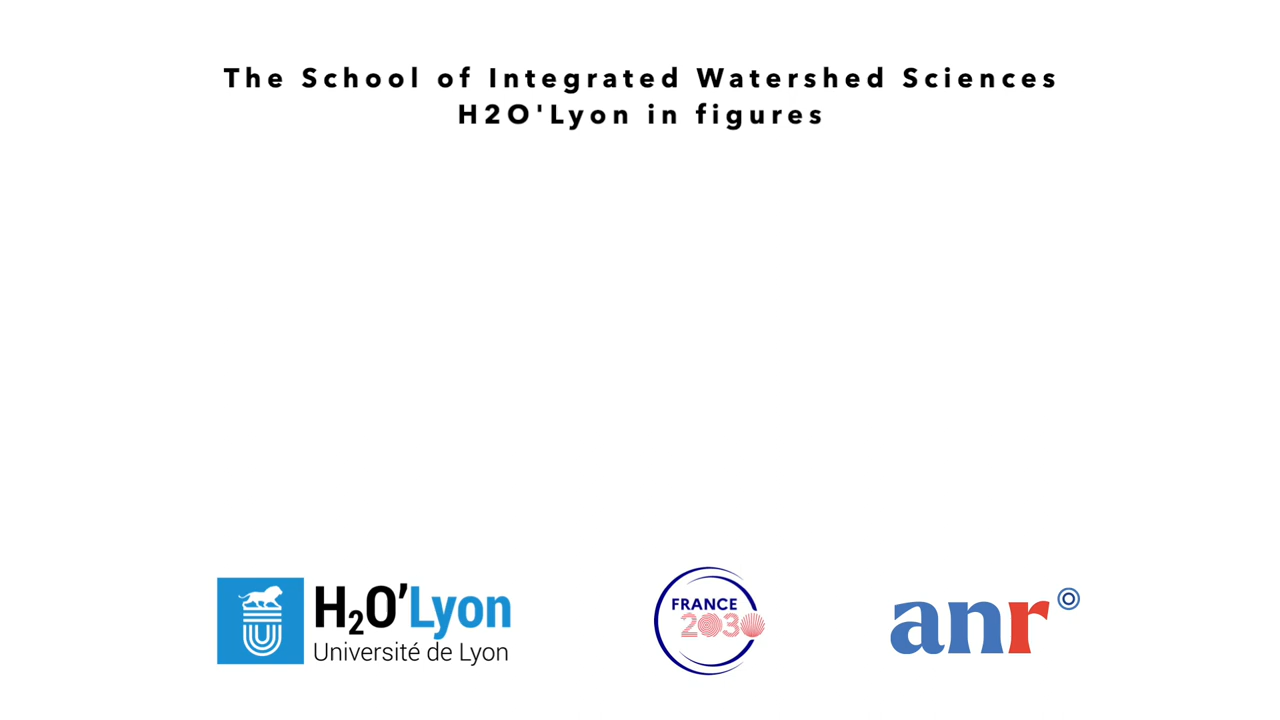 The School of Integrated Watershed Sciences
H2O'Lyon in figures
H₂O'Lyon
Université de Lyon
FRANCE
2030
anr